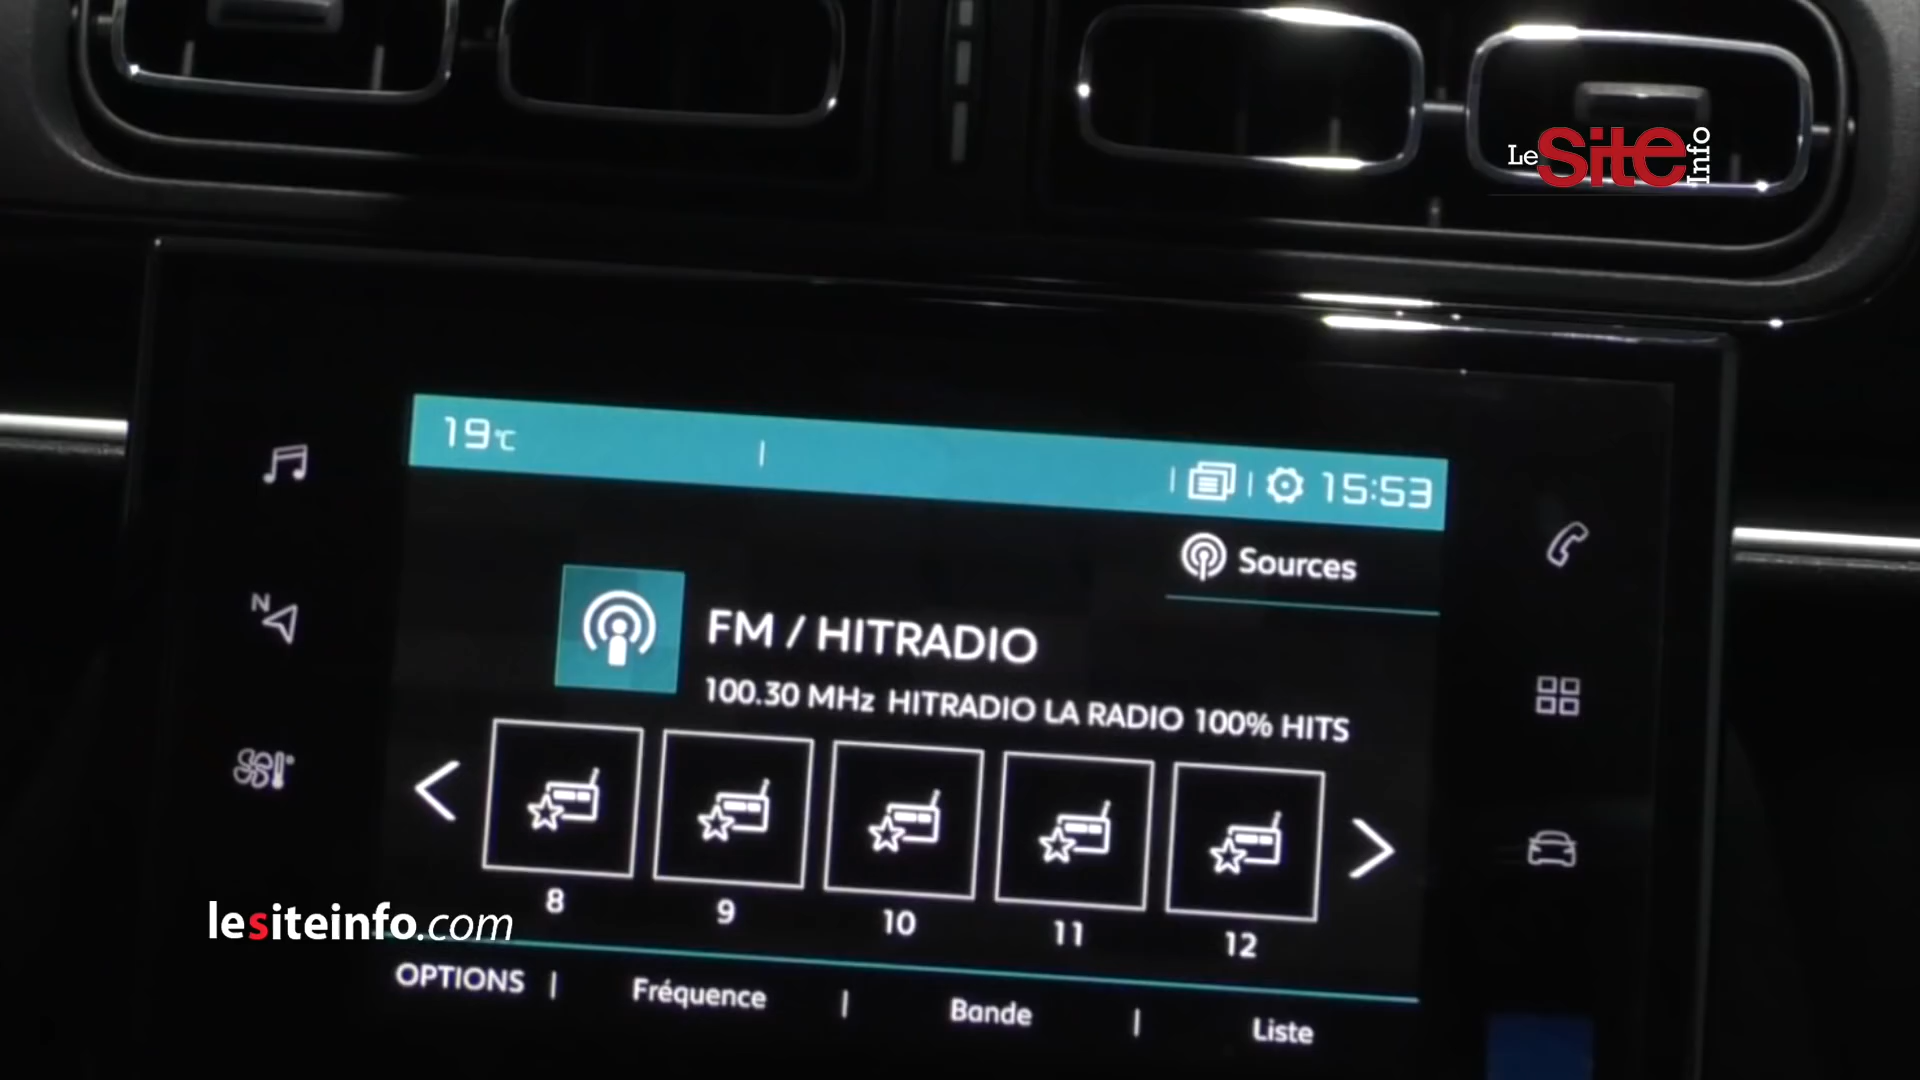 Le Site Info
19°C
15:53
Sources
FM / HITRADIO
100.30 MHz HITRADIO LA RADIO 100% HITS
8 9 10 11 12
N
lesiteinfo.com
OPTIONS | Fréquence | Bande | Liste